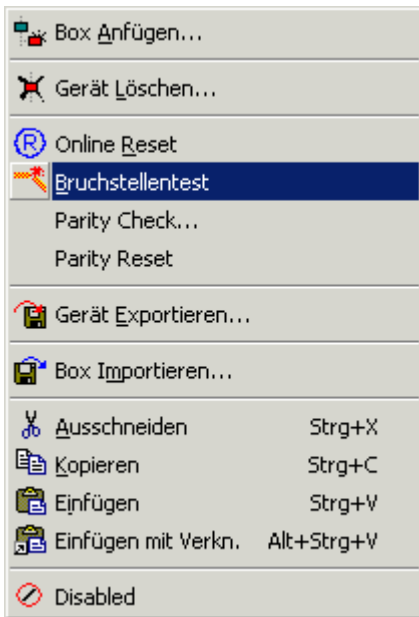 Box Anfügen...
Gerät Löschen...
Online Reset
Bruchstellentest
Parity Check...
Parity Reset
Gerät Exportieren...
Box Importieren...
Ausschneiden Strg+X
Kopieren Strg+C
Einfügen Strg+V
Einfügen mit Verkn. Alt+Strg+V
Disabled